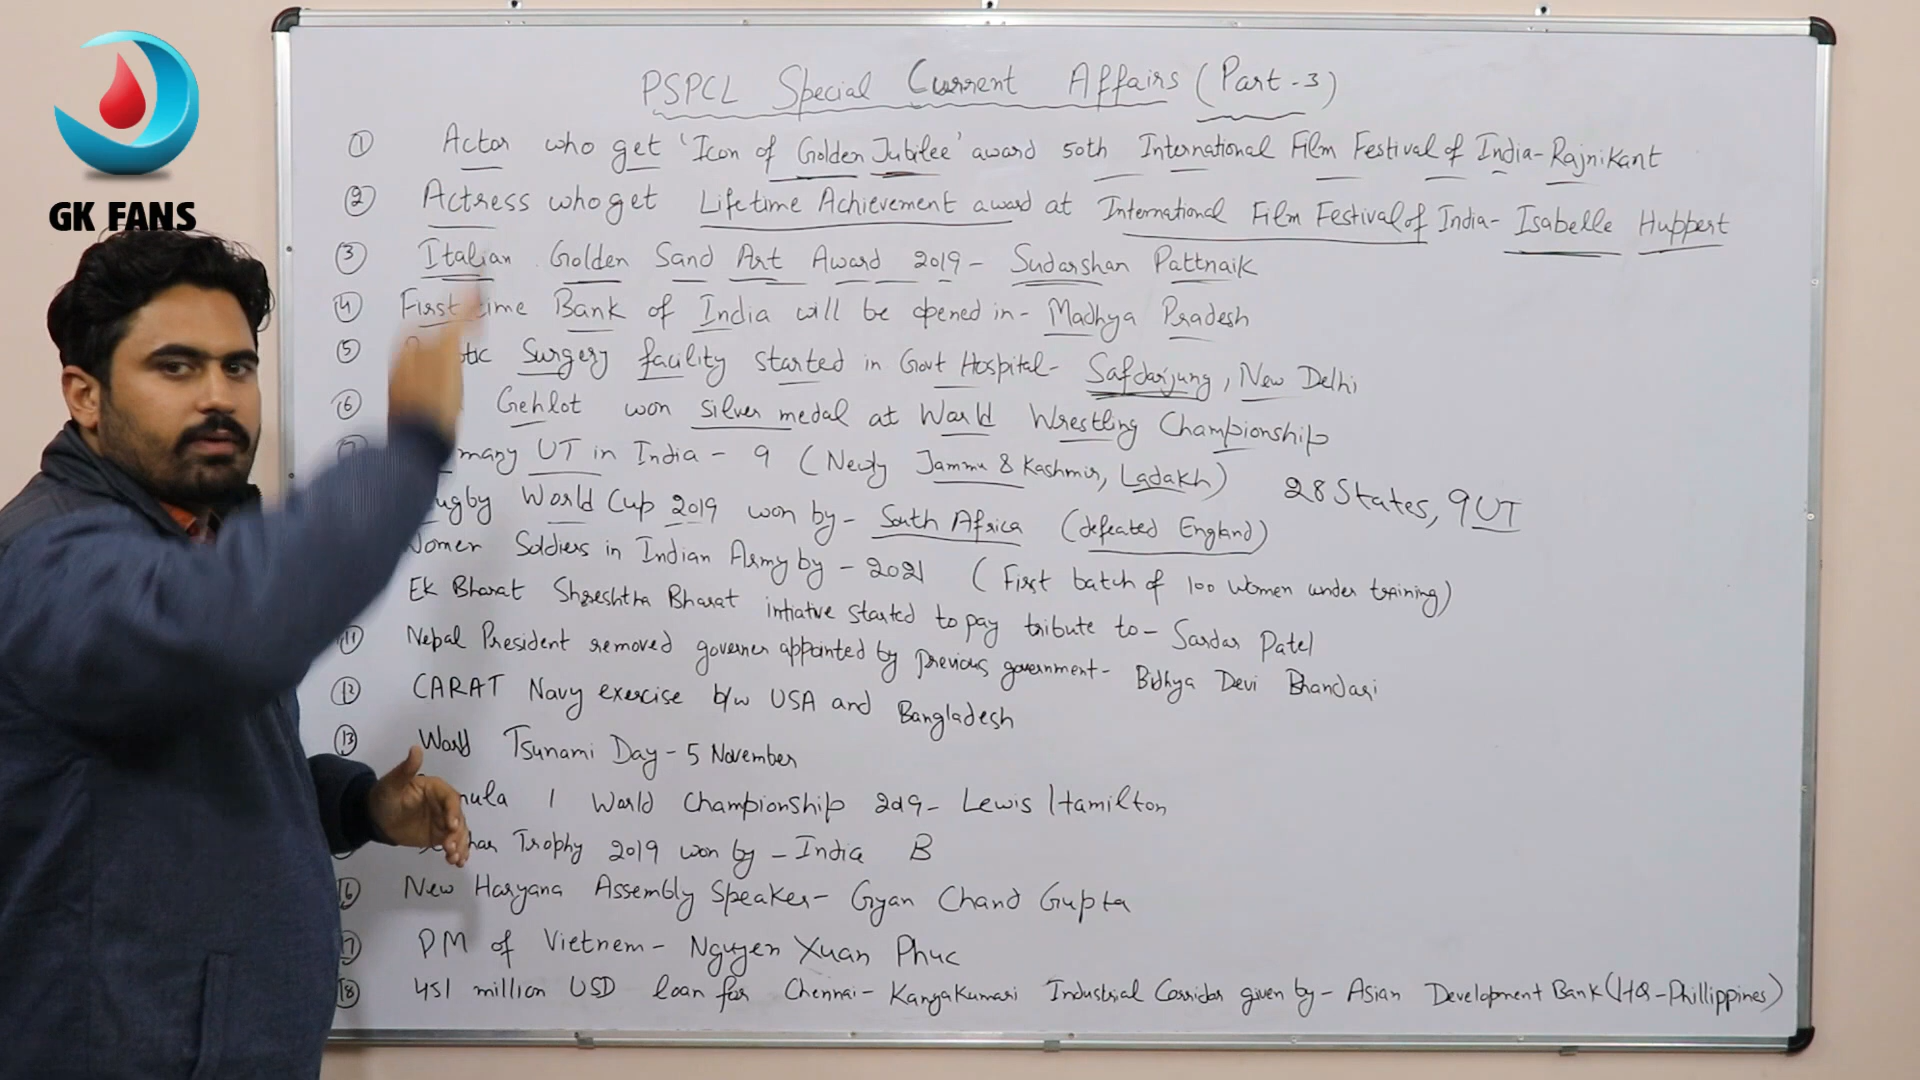 GK FANS
PSPCL Special Current Affairs (Part-3)
① Actor who get 'Icon of Golden Jubilee' award 50th International Film Festival of India- Rajnikant
② Actress who get Lifetime Achievement award at International Film Festival of India- Isabelle Huppert
③ Italian Golden Sand Art Award 2019- Sudarshan Pattnaik
④ First time Bank of India will be opened in- Madhya Pradesh
⑤ Surgery facility started in Govt Hospital- Safdarjung, New Delhi
⑥ Gehlot won silver medal at World Wrestling Championship
many UT in India - 9 (Newly Jammu & Kashmir, Ladakh) 28 States, 9 UT
ugby World Cup 2019 won by- South Africa (defeated England)
Women Soldiers in Indian Army by - 2021 (First batch of 100 Women under training)
EK Bharat Shreshtha Bharat intiative started to pay tribute to- Sardar Patel
⑪ Nepal President removed governer appointed by previous government- Bidhya Devi Bhandari
⑫ CARAT Navy exercise b/w USA and Bangladesh
⑬ World Tsunami Day- 5 November
mula 1 World Championship 2019- Lewis Hamilton
Trophy 2019 won by - India B
16 New Haryana Assembly Speaker- Gyan Chand Gupta
17 PM of Vietnem- Nguyen Xuan Phuc
18 451 million USD loan for Chennai- Kanyakumari Industrial Corridor given by- Asian Development Bank (HQ-Phillippines)